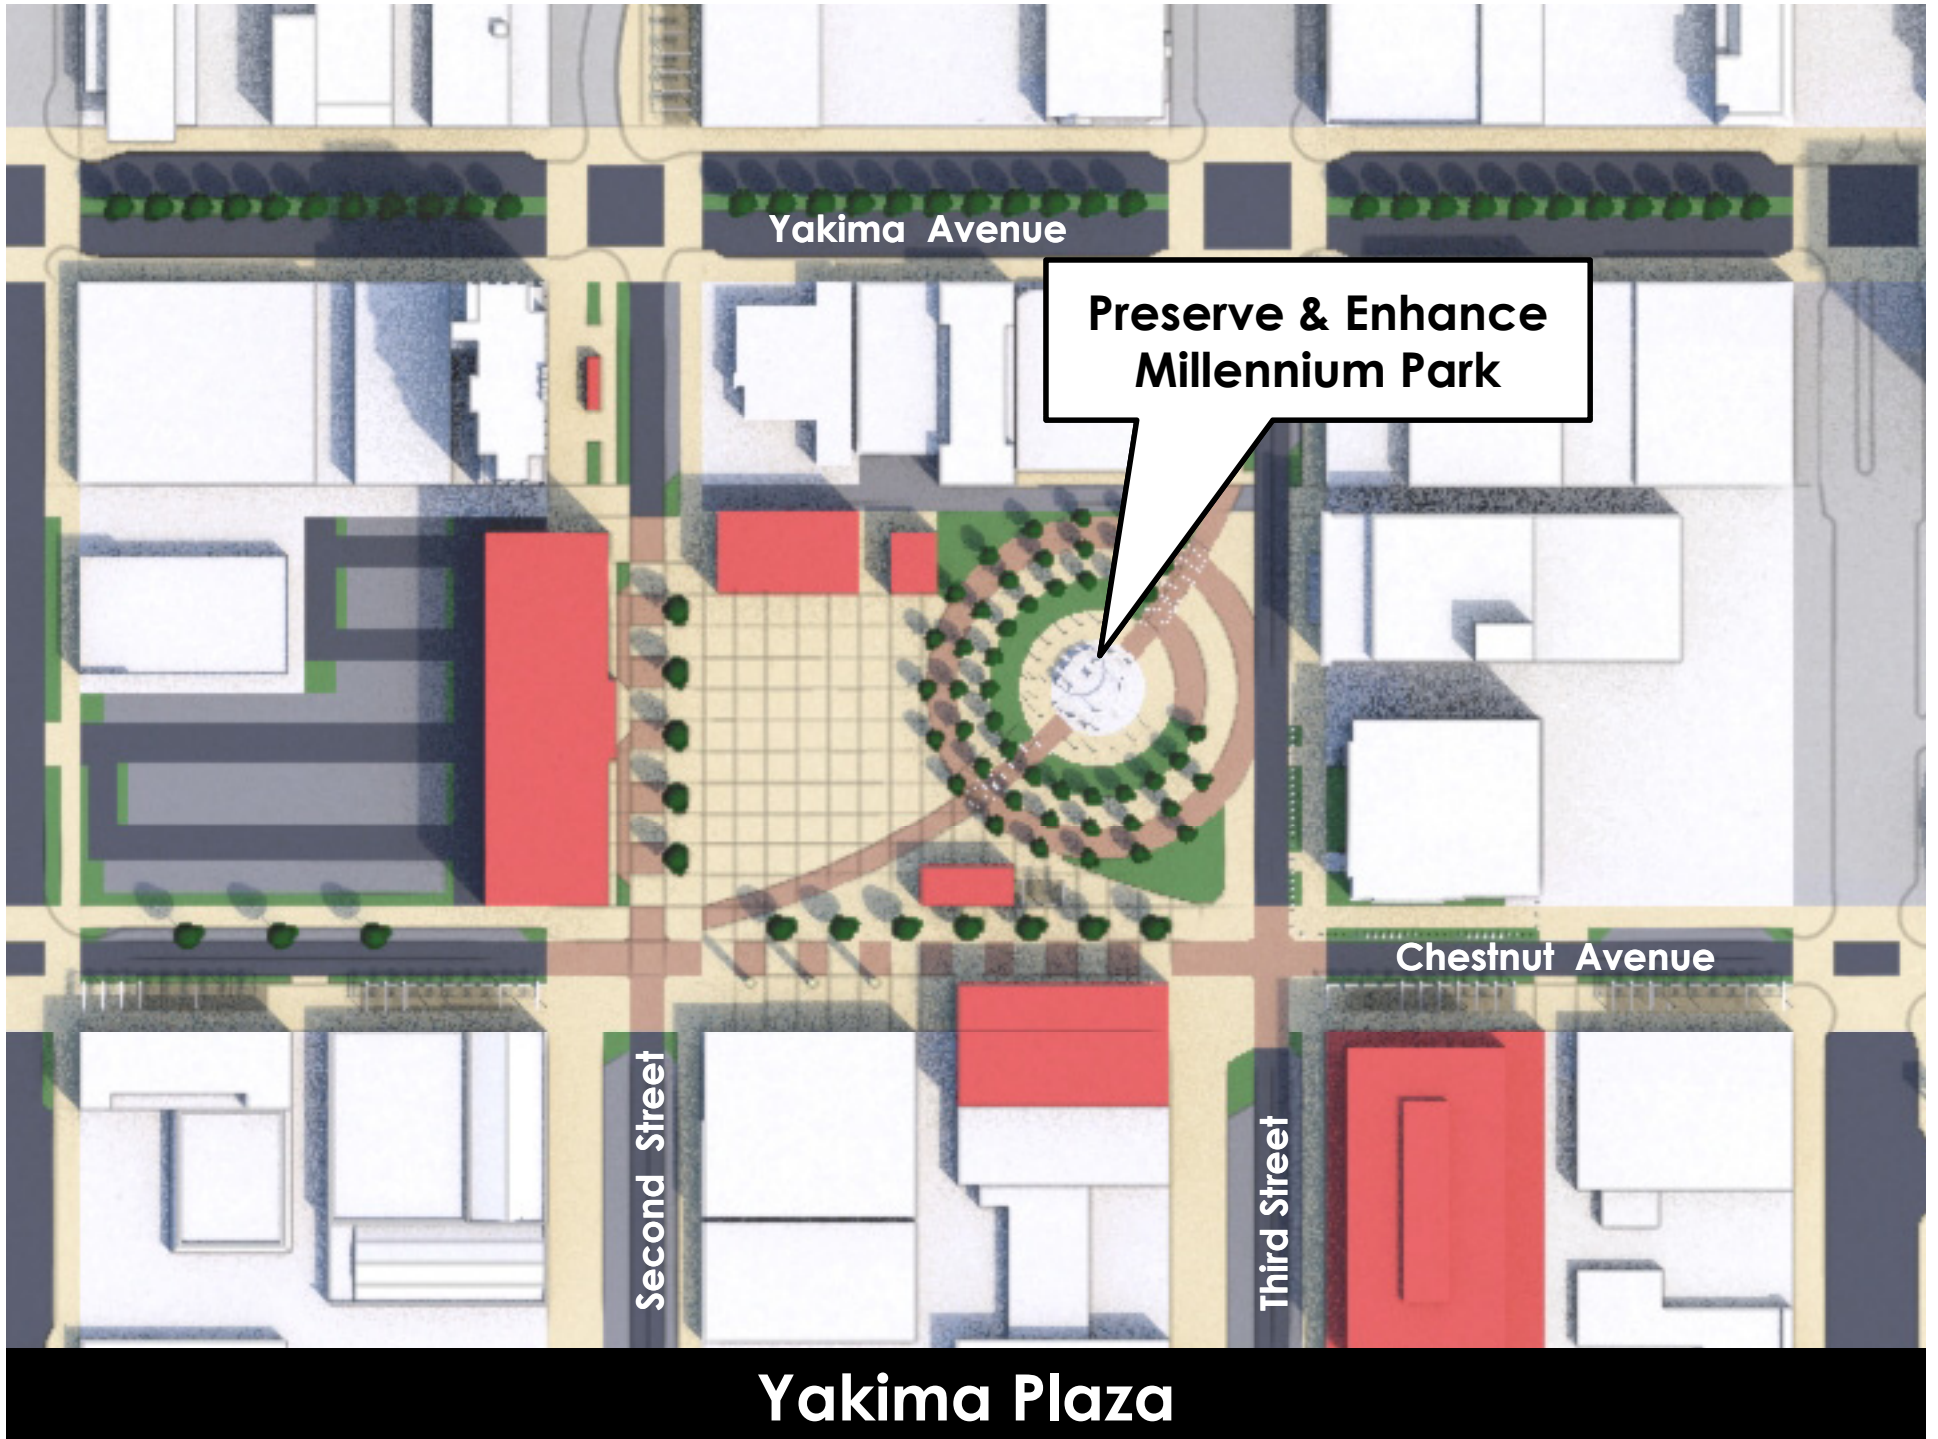 Yakima Avenue
Preserve & Enhance
Millennium Park
Chestnut Avenue
Second Street
Third Street
Yakima Plaza